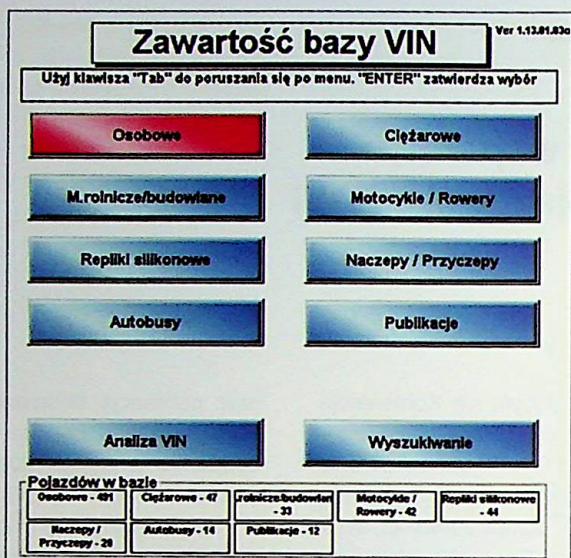 Zawartość bazy VIN
Ver 1.13.01.03a
Użyj klawisza "Tab" do poruszania się po menu. "ENTER" zatwierdza wybór
Osobowe
Ciężarowe
M.rolnicze/budowlane
Motocykle / Rowery
Repliki silikonowe
Naczepy / Przyczepy
Autobusy
Publikacje
Analiza VIN
Wyszukiwanie
Pojazdów w bazie
Osobowe - 491
Ciężarowe - 47
.rolnicze/budowlan
- 33
Motocykle /
Rowery - 42
Repliki silikonowe
- 44
Naczepy /
Przyczepy - 20
Autobusy - 14
Publikacje - 12